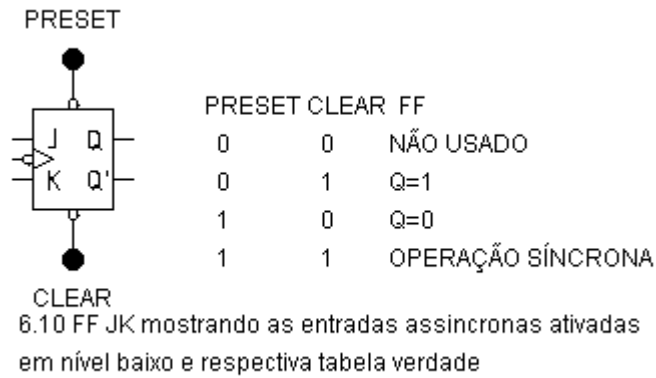 PRESET
J Q
K Q'
CLEAR
PRESET CLEAR FF
0 0 NÃO USADO
0 1 Q=1
1 0 Q=0
1 1 OPERAÇÃO SÍNCRONA
6.10 FF JK mostrando as entradas assincronas ativadas
em nível baixo e respectiva tabela verdade